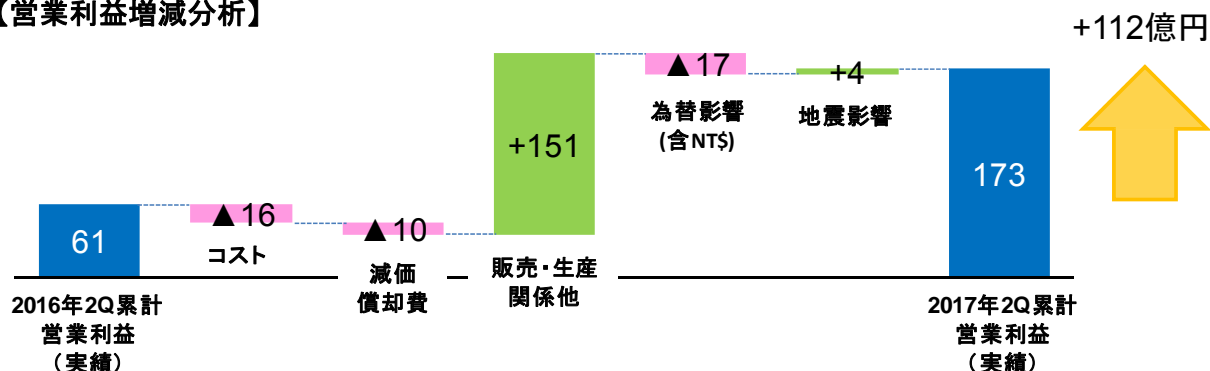 【営業利益増減分析】
+112億円
▲17
+4
為替影響
(含NT$)
地震影響
+151
173
61
▲16
▲10
コスト
減価
償却費
販売・生産
関係他
2016年2Q累計
営業利益
（実績）
2017年2Q累計
営業利益
（実績）